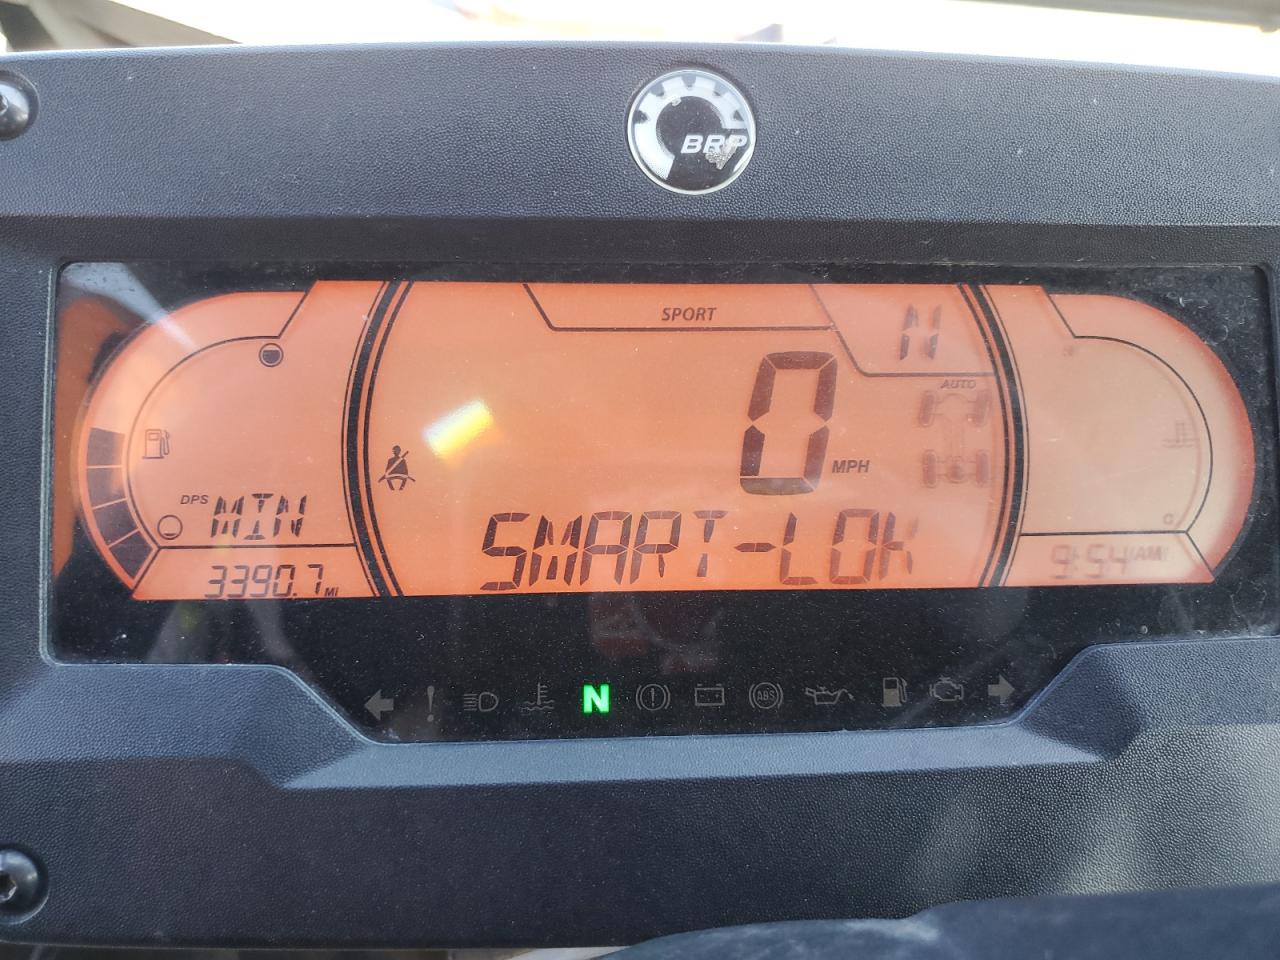 BRP
SPORT
N
AUTO
0 MPH
DPS MIN
SMART-LOK
3390.7 MI
9:54 AM
C
N
ABS